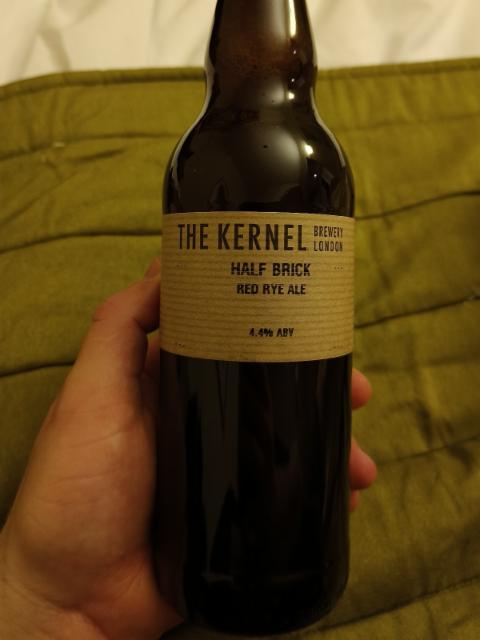 THE KERNEL BREWERY LONDON
HALF BRICK
RED RYE ALE
4.4% ABV